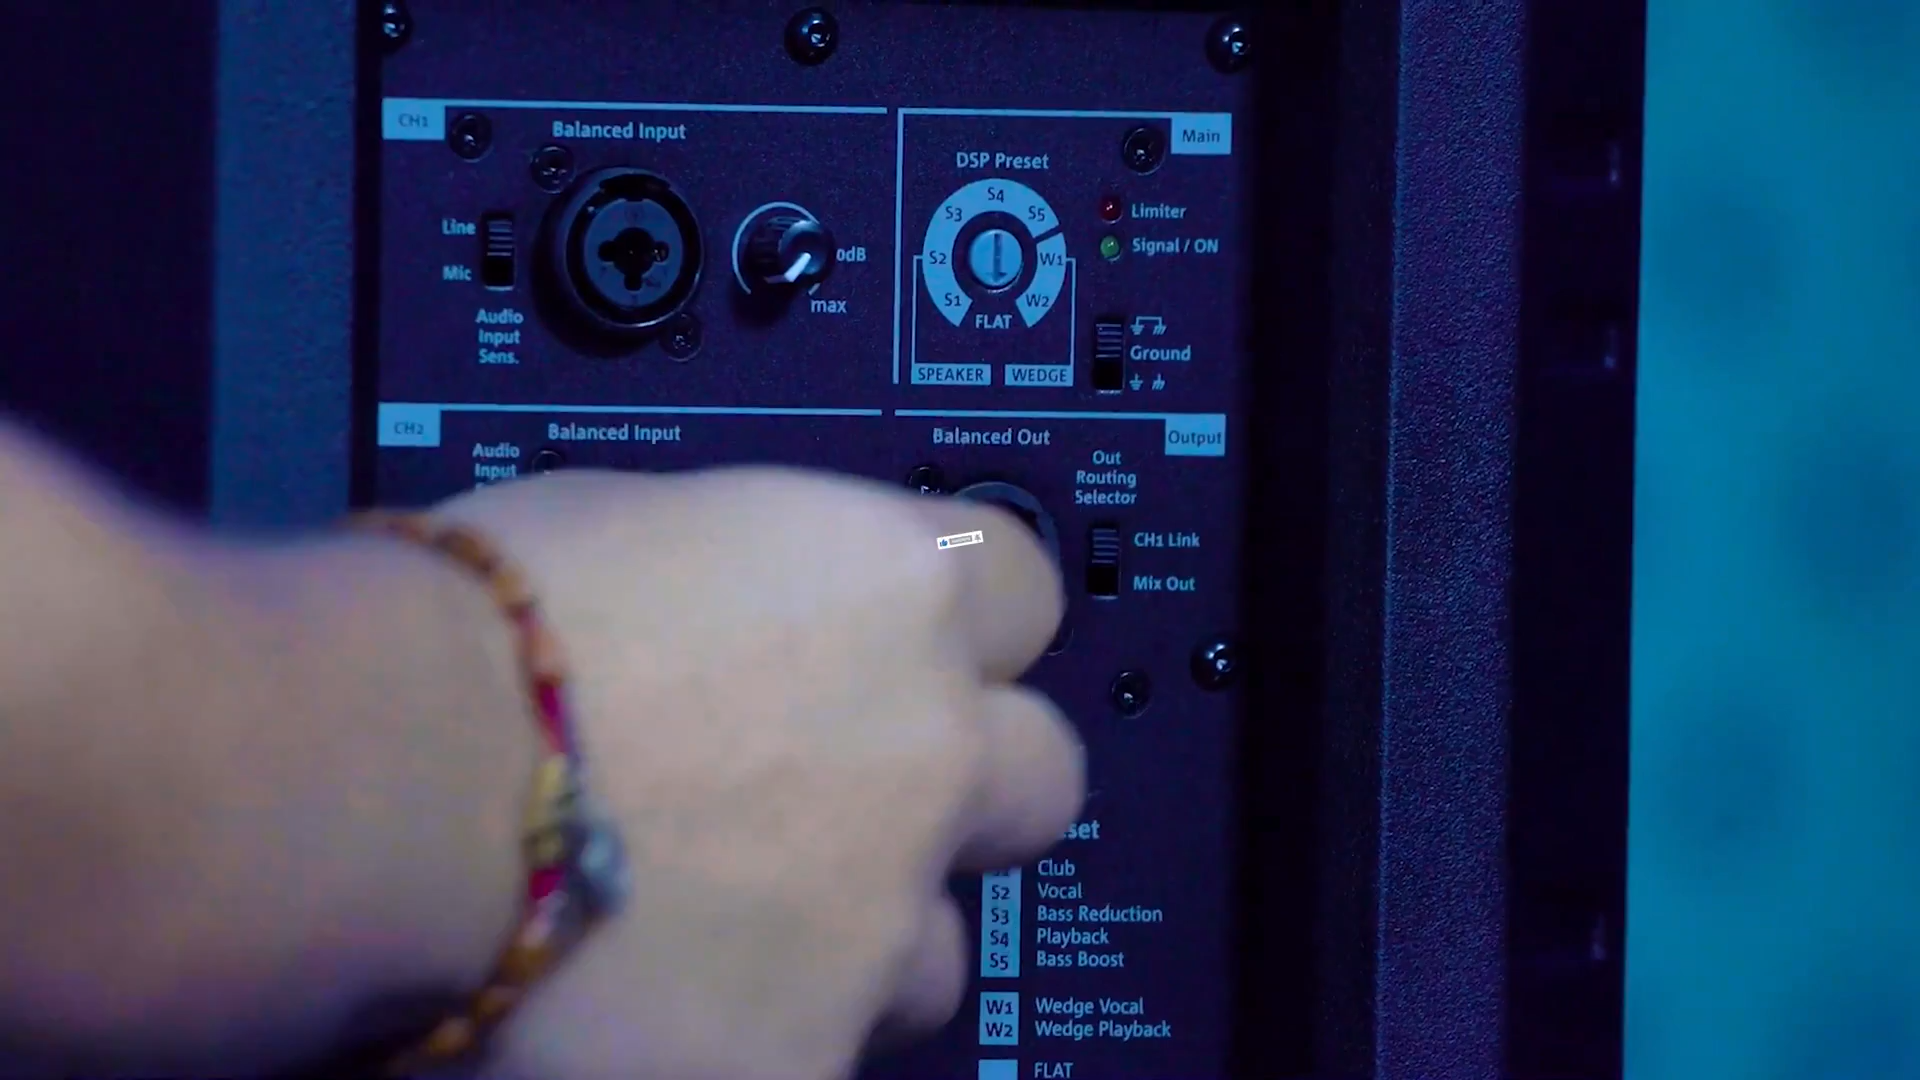 CH1
Balanced Input
Line
Mic
Audio
Input
Sens.
0dB
max
Main
DSP Preset
S4
S3
S5
S2
W1
S1
W2
FLAT
SPEAKER
WEDGE
Limiter
Signal / ON
Ground
CH2
Balanced Input
Audio
Input
Output
Balanced Out
Out
Routing
Selector
CH1 Link
Mix Out
set
Club
S2 Vocal
S3 Bass Reduction
S4 Playback
S5 Bass Boost
W1 Wedge Vocal
W2 Wedge Playback
FLAT